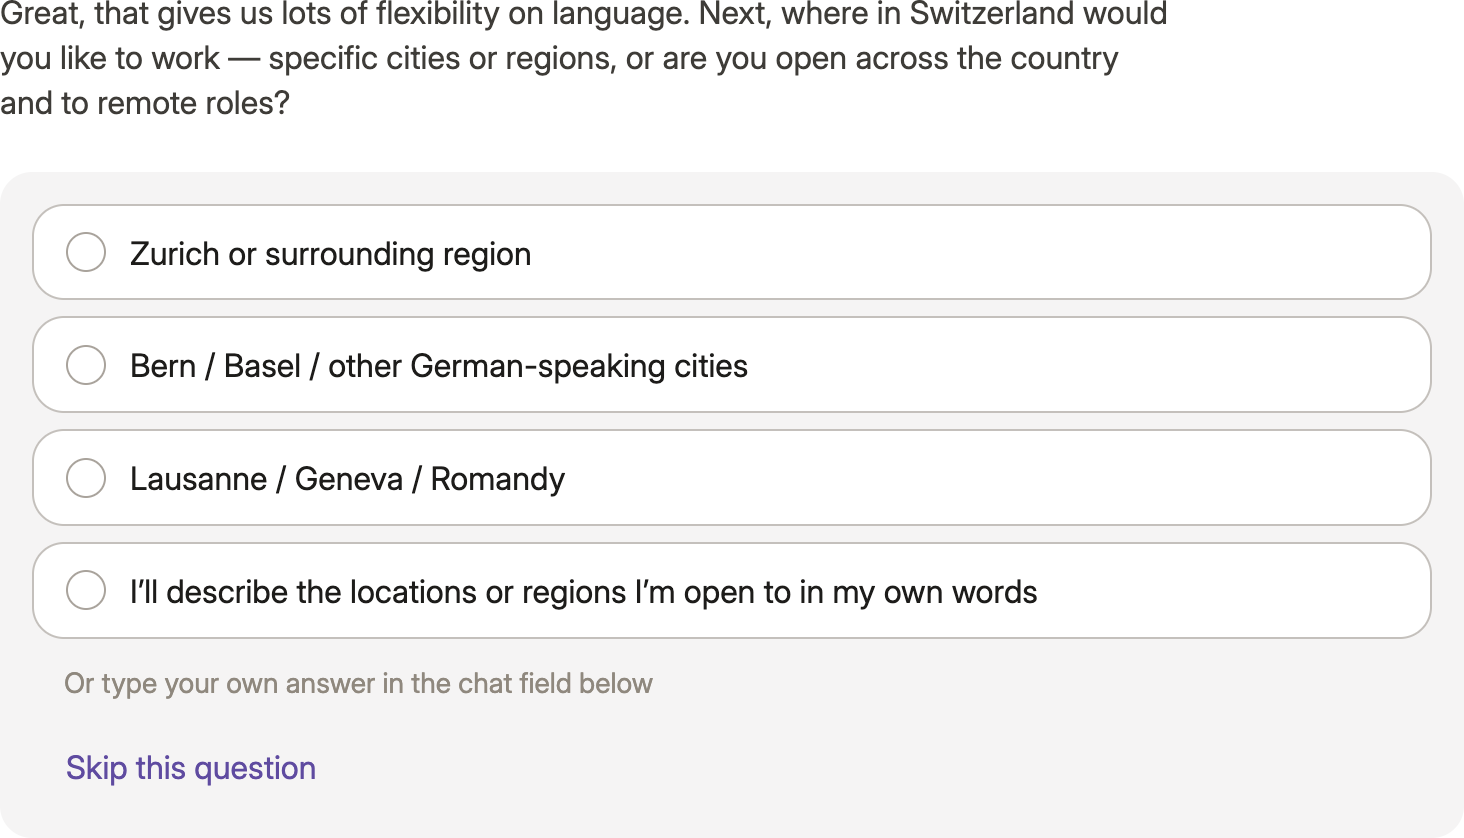 Great, that gives us lots of flexibility on language. Next, where in Switzerland would
you like to work — specific cities or regions, or are you open across the country
and to remote roles?
Zurich or surrounding region
Bern / Basel / other German-speaking cities
Lausanne / Geneva / Romandy
I’ll describe the locations or regions I’m open to in my own words
Or type your own answer in the chat field below
Skip this question